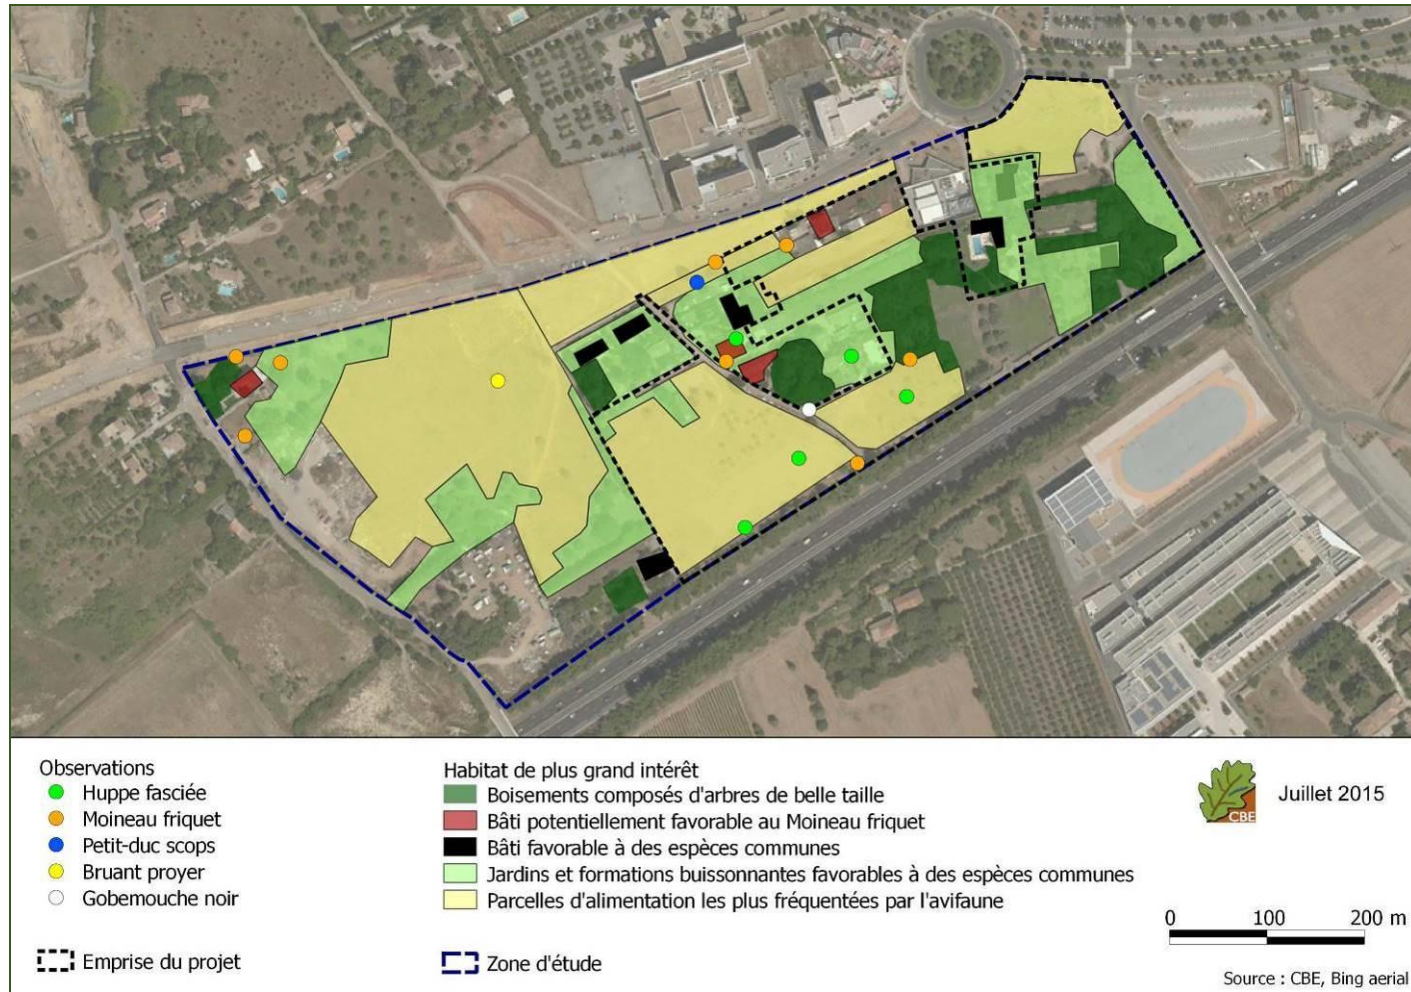 Observations
Huppe fasciée
Moineau friquet
Petit-duc scops
Bruant proyer
Gobemouche noir
Emprise du projet
Habitat de plus grand intérêt
Boisements composés d'arbres de belle taille
Bâti potentiellement favorable au Moineau friquet
Bâti favorable à des espèces communes
Jardins et formations buissonnantes favorables à des espèces communes
Parcelles d'alimentation les plus fréquentées par l'avifaune
Zone d'étude
CBE
Juillet 2015
0 100 200 m
Source : CBE, Bing aerial